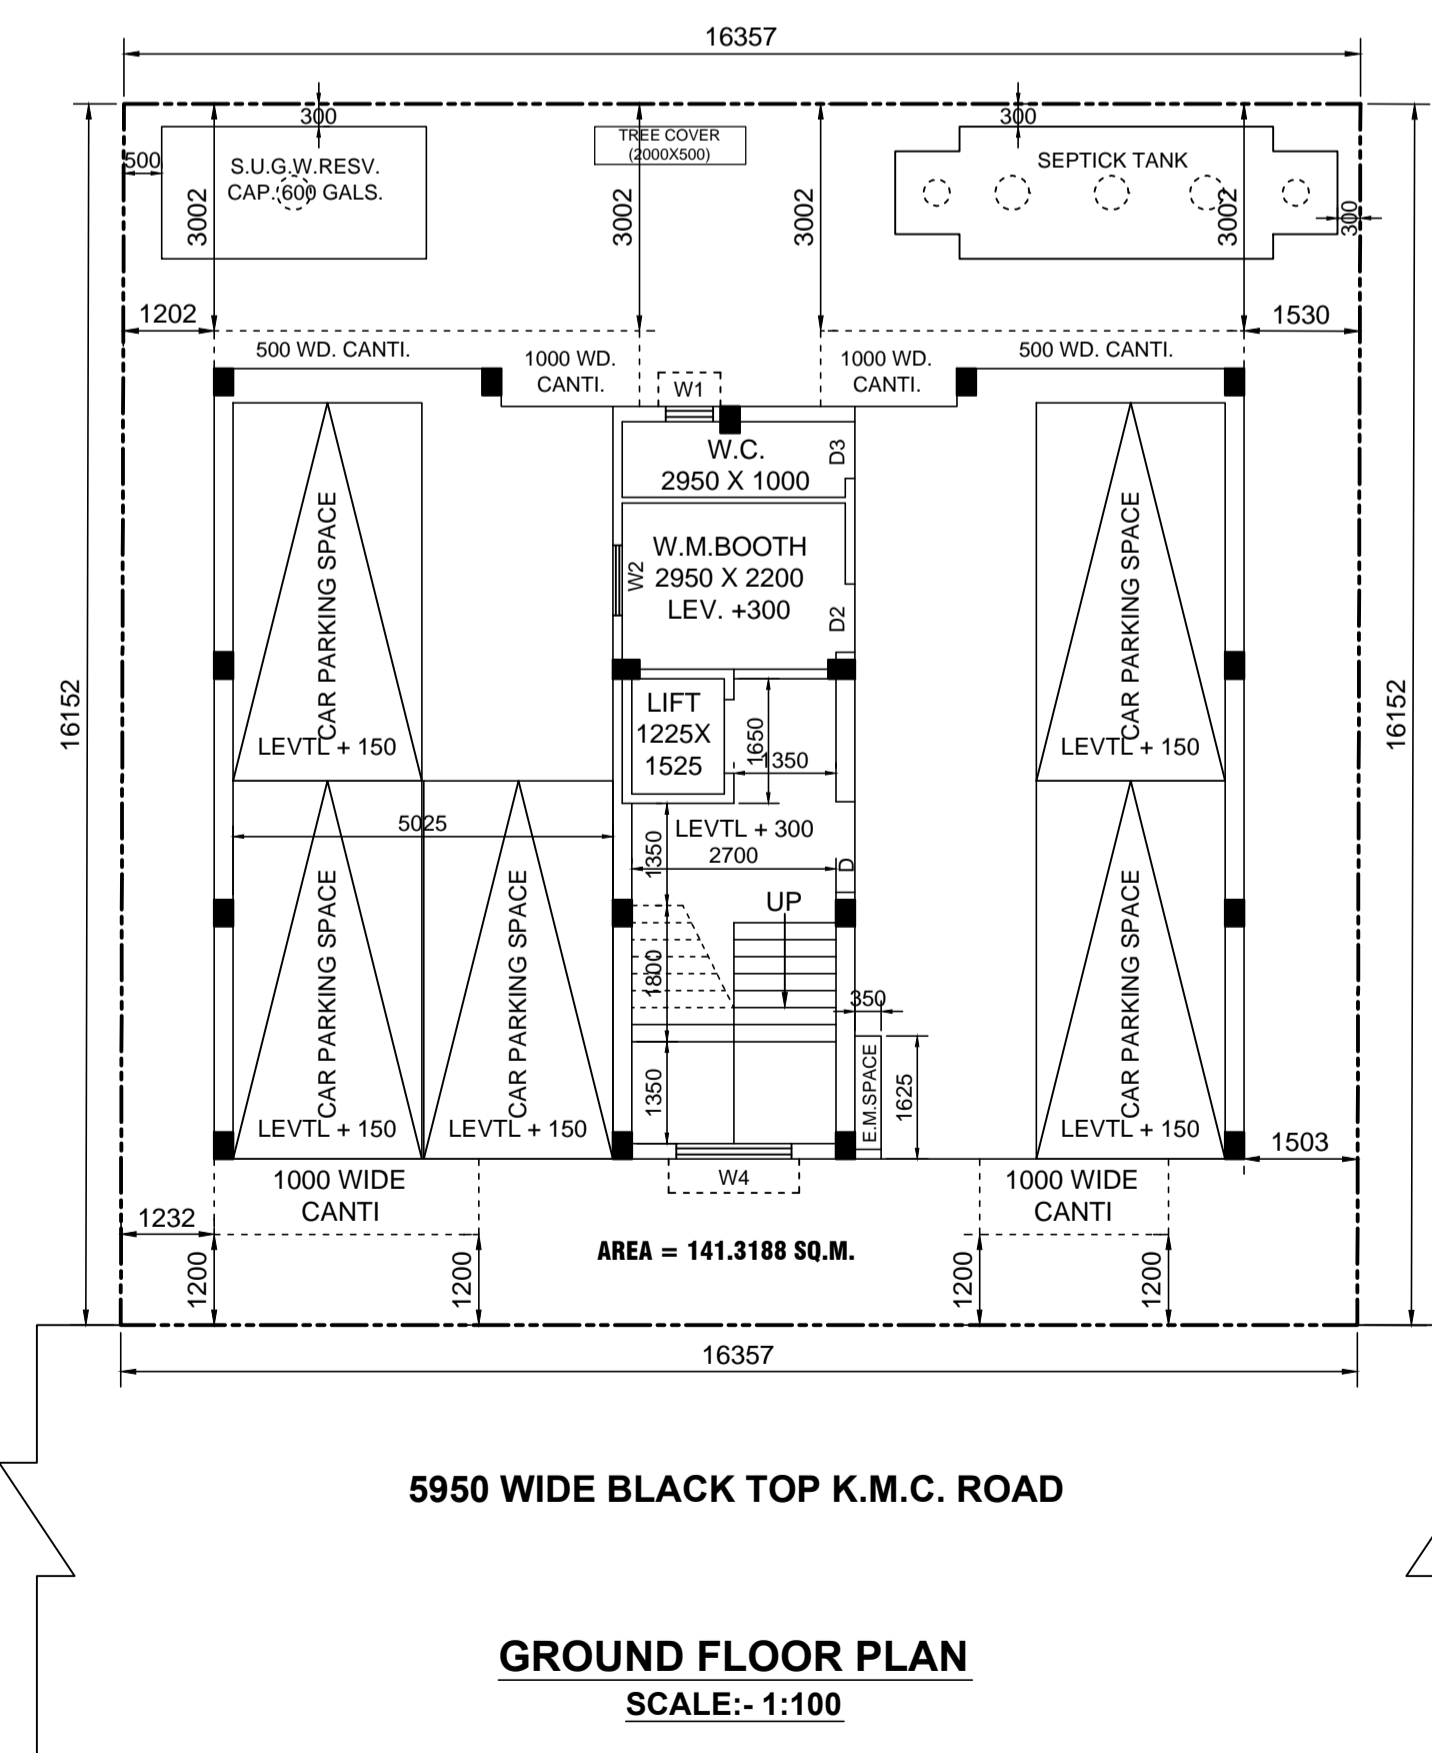 16357
300
300
TREE COVER
(2000X500)
500
S.U.G.W.RESV.
CAP. 600 GALS.
SEPTICK TANK
3002
3002
3002
3002
300
1202
1530
500 WD. CANTI.
1000 WD.
CANTI.
1000 WD.
CANTI.
500 WD. CANTI.
W1
W.C.
2950 X 1000
D3
W.M.BOOTH
2950 X 2200
LEV. +300
W2
D2
CAR PARKING SPACE
LEVTL + 150
CAR PARKING SPACE
LEVTL + 150
16152
16152
LIFT
1225X
1525
1650
1350
5025
LEVTL + 300
2700
1350
D
UP
1800
350
CAR PARKING SPACE
LEVTL + 150
CAR PARKING SPACE
LEVTL + 150
CAR PARKING SPACE
LEVTL + 150
1350
E.M.SPACE
1625
1503
W4
1000 WIDE
CANTI
1000 WIDE
CANTI
1232
AREA = 141.3188 SQ.M.
1200
1200
1200
1200
16357
5950 WIDE BLACK TOP K.M.C. ROAD
GROUND FLOOR PLAN
SCALE:- 1:100